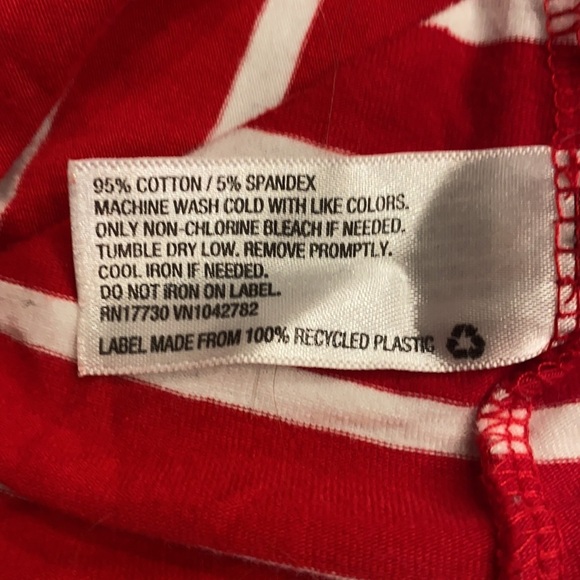 95% COTTON / 5% SPANDEX
MACHINE WASH COLD WITH LIKE COLORS.
ONLY NON-CHLORINE BLEACH IF NEEDED.
TUMBLE DRY LOW. REMOVE PROMPTLY.
COOL IRON IF NEEDED.
DO NOT IRON ON LABEL.
RN17730 VN1042782
LABEL MADE FROM 100% RECYCLED PLASTIC